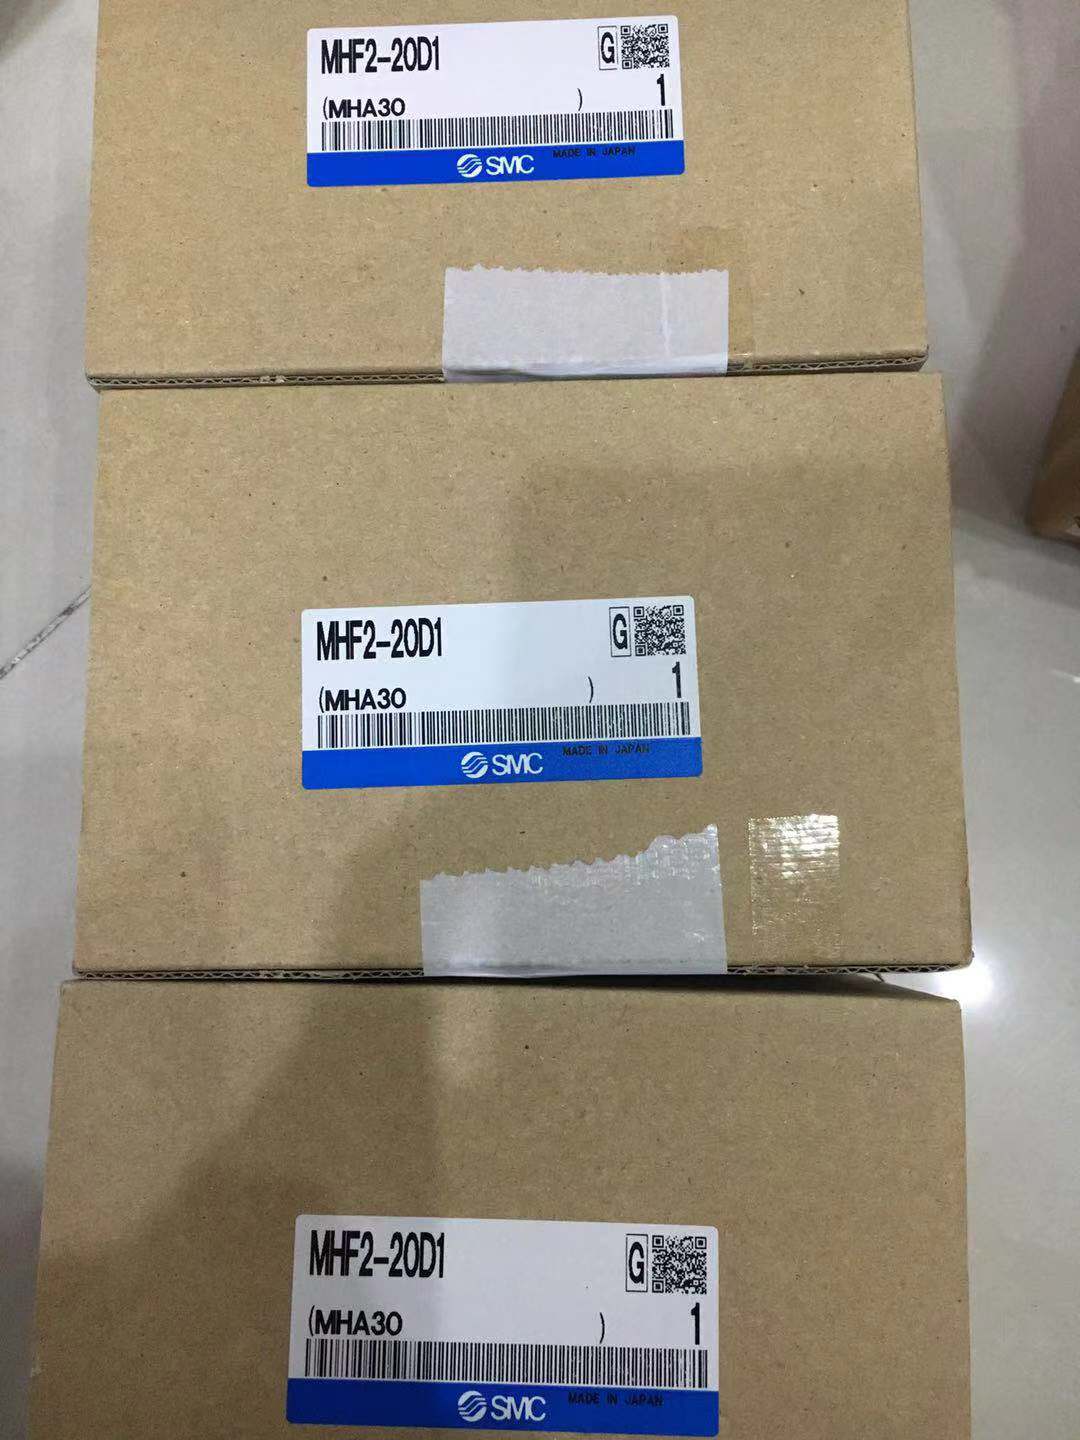 MHF2-20D1 G
(MHA30 ) 1
MADE IN JAPAN
SMC
MHF2-20D1 G
(MHA30 ) 1
MADE IN JAPAN
SMC
MHF2-20D1 G
(MHA30 ) 1
MADE IN JAPAN
SMC